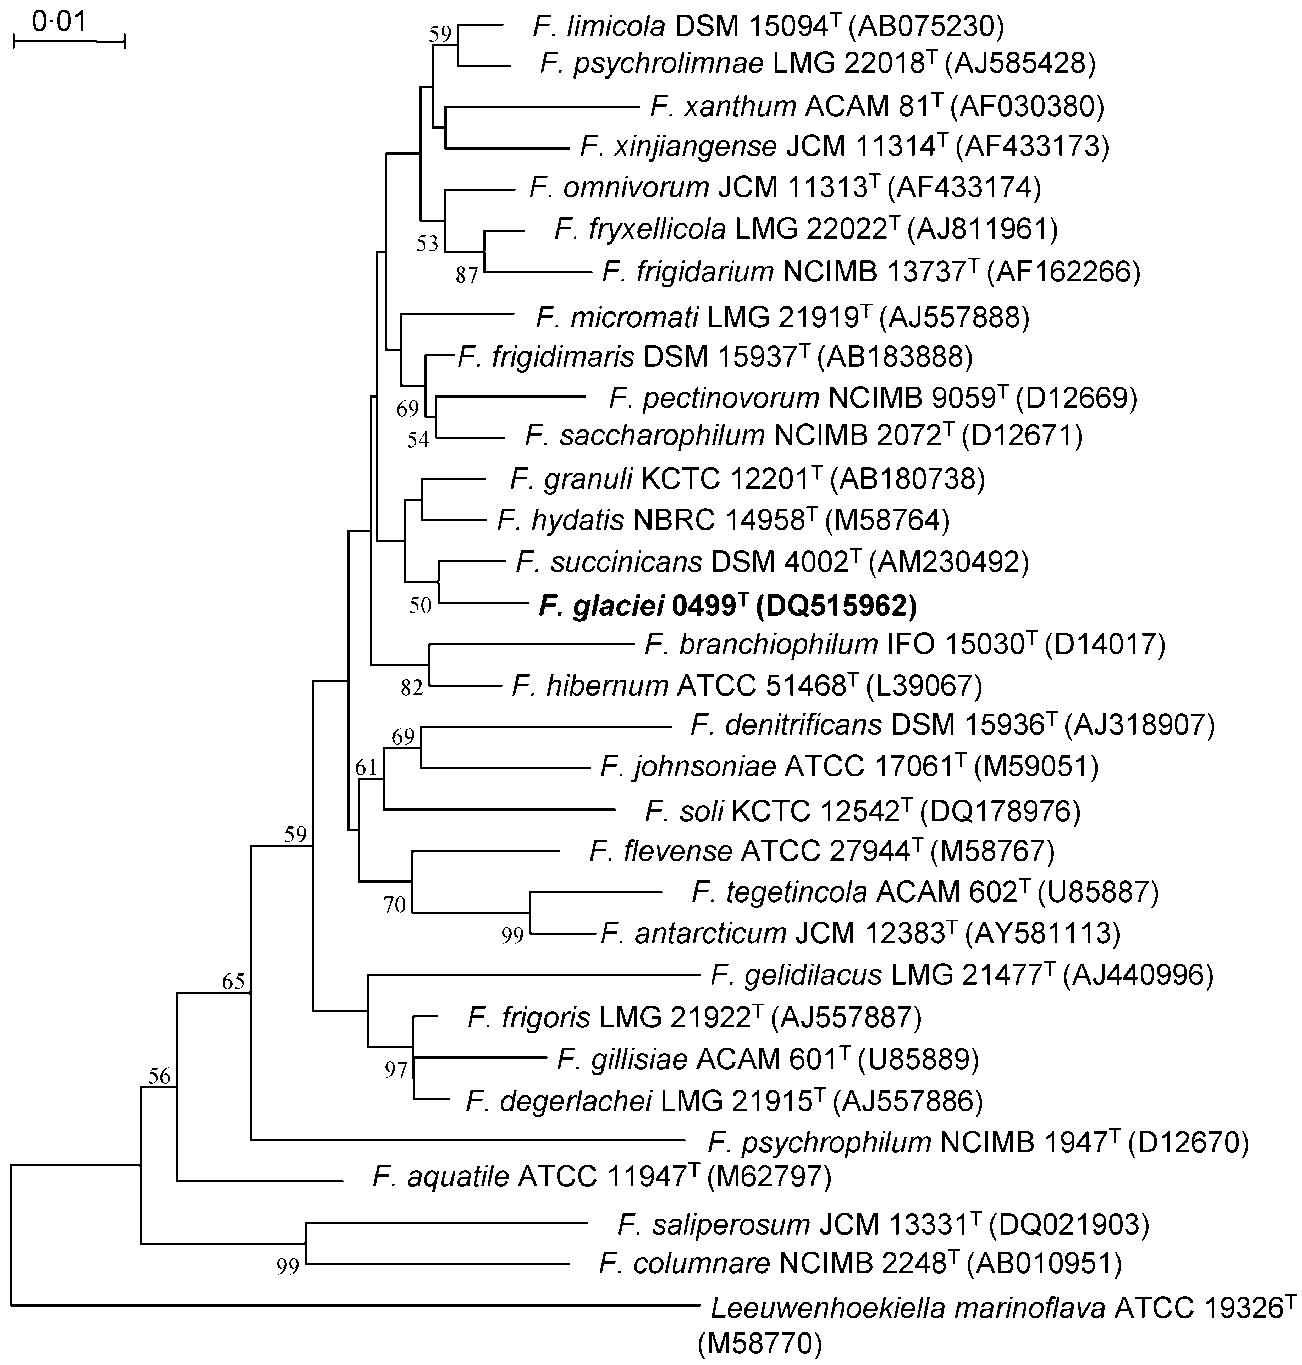 0·01
59
F. limicola DSM 15094ᵀ (AB075230)
F. psychrolimnae LMG 22018ᵀ (AJ585428)
F. xanthum ACAM 81ᵀ (AF030380)
F. xinjiangense JCM 11314ᵀ (AF433173)
F. omnivorum JCM 11313ᵀ (AF433174)
53
F. fryxellicola LMG 22022ᵀ (AJ811961)
87
F. frigidarium NCIMB 13737ᵀ (AF162266)
F. micromati LMG 21919ᵀ (AJ557888)
F. frigidimaris DSM 15937ᵀ (AB183888)
69
F. pectinovorum NCIMB 9059ᵀ (D12669)
54
F. saccharophilum NCIMB 2072ᵀ (D12671)
F. granuli KCTC 12201ᵀ (AB180738)
F. hydatis NBRC 14958ᵀ (M58764)
F. succinicans DSM 4002ᵀ (AM230492)
50
F. glaciei 0499ᵀ (DQ515962)
F. branchiophilum IFO 15030ᵀ (D14017)
82
F. hibernum ATCC 51468ᵀ (L39067)
F. denitrificans DSM 15936ᵀ (AJ318907)
69
61
F. johnsoniae ATCC 17061ᵀ (M59051)
F. soli KCTC 12542ᵀ (DQ178976)
59
F. flevense ATCC 27944ᵀ (M58767)
70
F. tegetincola ACAM 602ᵀ (U85887)
99
F. antarcticum JCM 12383ᵀ (AY581113)
65
F. gelidilacus LMG 21477ᵀ (AJ440996)
F. frigoris LMG 21922ᵀ (AJ557887)
97
F. gillisiae ACAM 601ᵀ (U85889)
56
F. degerlachei LMG 21915ᵀ (AJ557886)
F. psychrophilum NCIMB 1947ᵀ (D12670)
F. aquatile ATCC 11947ᵀ (M62797)
F. saliperosum JCM 13331ᵀ (DQ021903)
99
F. columnare NCIMB 2248ᵀ (AB010951)
Leeuwenhoekiella marinoflava ATCC 19326ᵀ
(M58770)